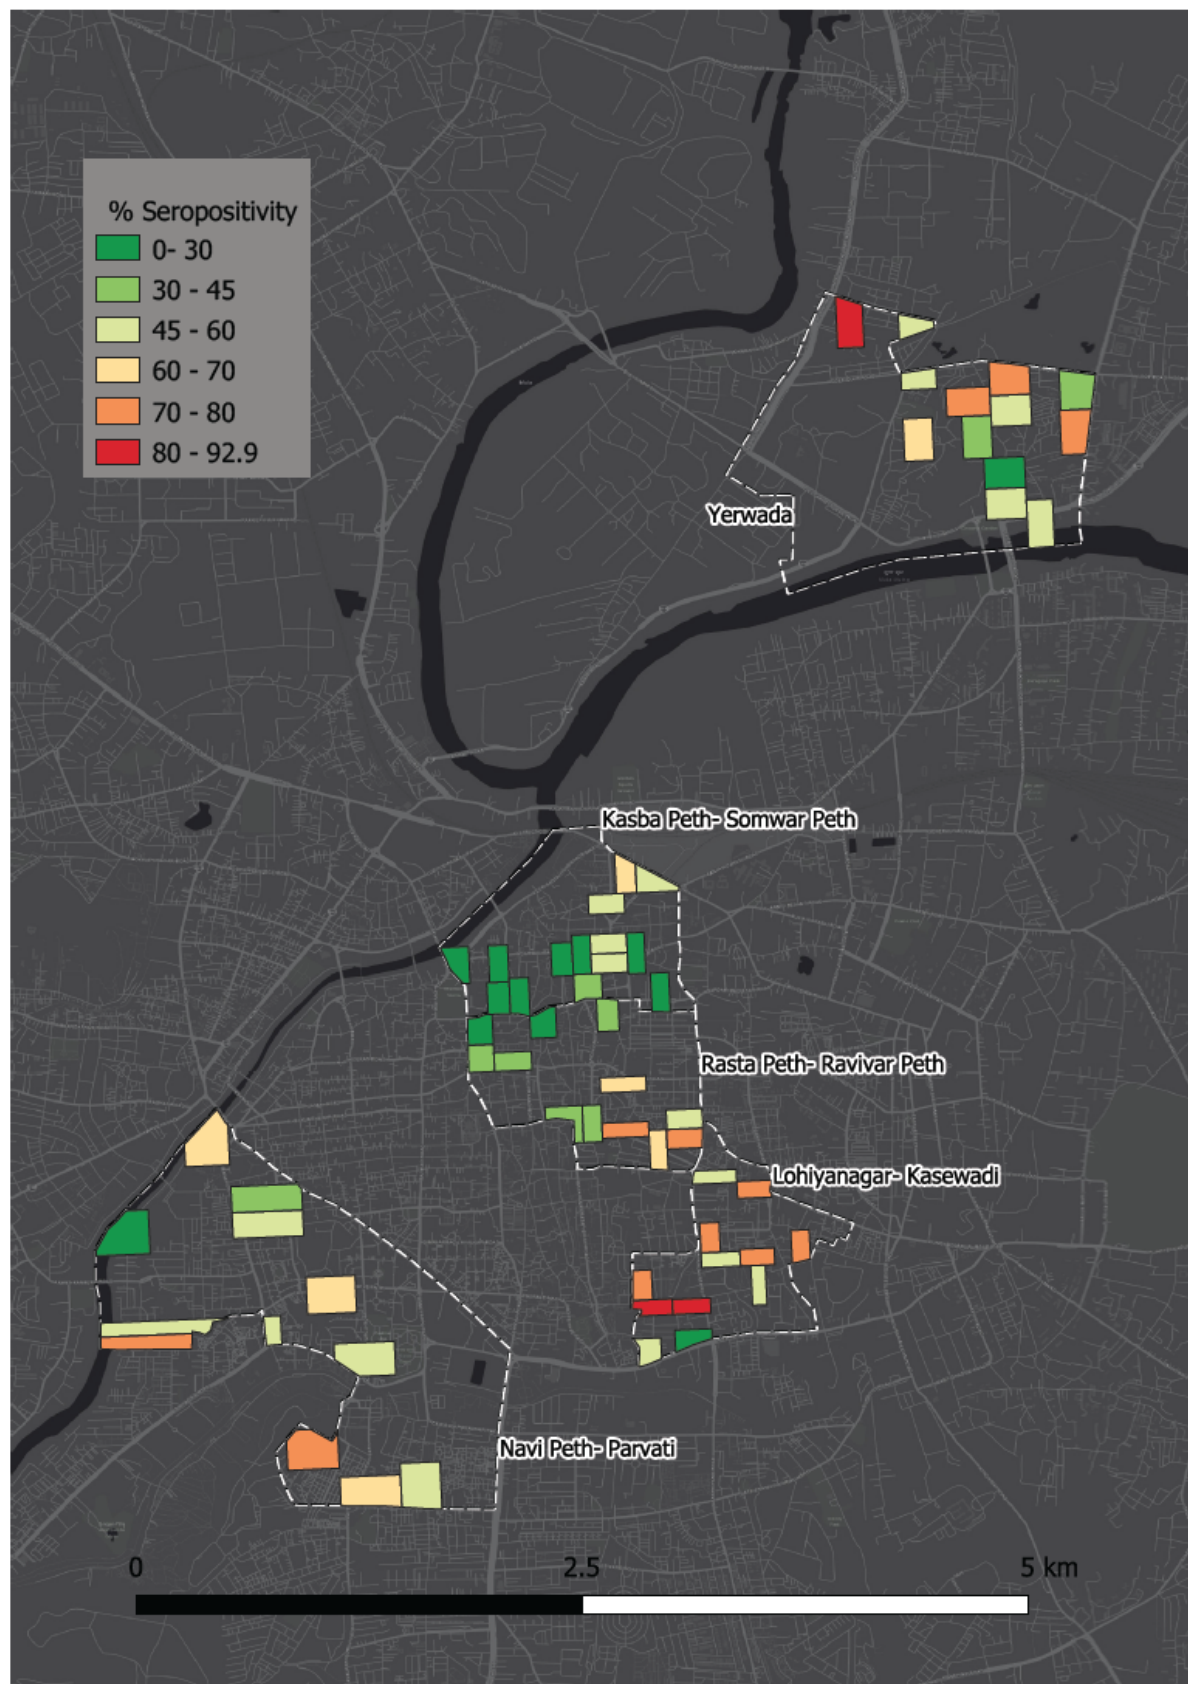 % Seropositivity
0- 30
30 - 45
45 - 60
60 - 70
70 - 80
80 - 92.9
Yerwada
Kasba Peth- Somwar Peth
Rasta Peth- Ravivar Peth
Lohiyanagar- Kasewadi
Navi Peth- Parvati
0 2.5 5 km